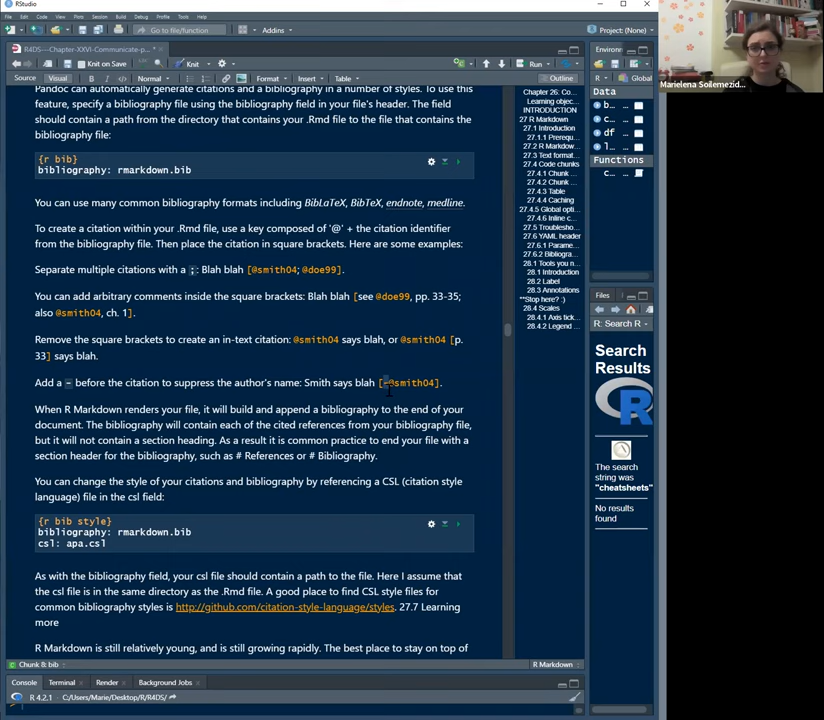 RStudio
File Edit Code View Plots Session Build Debug Profile Tools Help
Go to file/function
Addins
Project: (None)
R4DS---Chapter-XXVI-Communicate-p...
Knit on Save
Knit
Run
Source Visual
B I
Normal
Format
Insert
Table
Outline
Pandoc can automatically generate citations and a bibliography in a number of styles. To use this
feature, specify a bibliography file using the bibliography field in your file's header. The field
should contain a path from the directory that contains your .Rmd file to the file that contains the
bibliography file:
{r bib}
bibliography: rmarkdown.bib
You can use many common bibliography formats including BibLaTeX, BibTeX, endnote, medline.
To create a citation within your .Rmd file, use a key composed of '@' + the citation identifier
from the bibliography file. Then place the citation in square brackets. Here are some examples:
Separate multiple citations with a ;: Blah blah [@smith04; @doe99].
You can add arbitrary comments inside the square brackets: Blah blah [see @doe99, pp. 33-35;
also @smith04, ch. 1].
Remove the square brackets to create an in-text citation: @smith04 says blah, or @smith04 [p.
33] says blah.
Add a - before the citation to suppress the author's name: Smith says blah [-@smith04].
When R Markdown renders your file, it will build and append a bibliography to the end of your
document. The bibliography will contain each of the cited references from your bibliography file,
but it will not contain a section heading. As a result it is common practice to end your file with a
section header for the bibliography, such as # References or # Bibliography.
You can change the style of your citations and bibliography by referencing a CSL (citation style
language) file in the csl field:
{r bib style}
bibliography: rmarkdown.bib
csl: apa.csl
As with the bibliography field, your csl file should contain a path to the file. Here I assume that
the csl file is in the same directory as the .Rmd file. A good place to find CSL style files for
common bibliography styles is http://github.com/citation-style-language/styles. 27.7 Learning
more
R Markdown is still relatively young, and is still growing rapidly. The best place to stay on top of
Chunk & bib
R Markdown
Chapter 26: Co...
Learning objec...
INTRODUCTION
27 R Markdown
27.1 Introduction
27.1.1 Prerequ...
27.2 R Markdow...
27.3 Text format...
27.4 Code chunks
27.4.1 Chunk ...
27.4.2 Chunk ...
27.4.3 Table
27.4.4 Caching
27.4.5 Global opti...
27.4.6 Inline c...
27.5 Troublesho...
27.6 YAML header
27.6.1 Parame...
27.6.2 Bibliogra...
28.1 Tools you n...
28.1 Introduction
28.2 Label
28.3 Annotations
**Stop here? :)
28.4 Scales
28.4.1 Axis tick...
28.4.2 Legend ...
Environ
R
Global
Data
b...
c...
df
l...
Functions
c...
Files
R: Search R
Search
Results
The search
string was
"cheatsheets"
No results
found
Console
Terminal
Render
Background Jobs
R 4.2.1 · C:/Users/Marie/Desktop/R/R4DS/
>
Marielena Soilemezid...